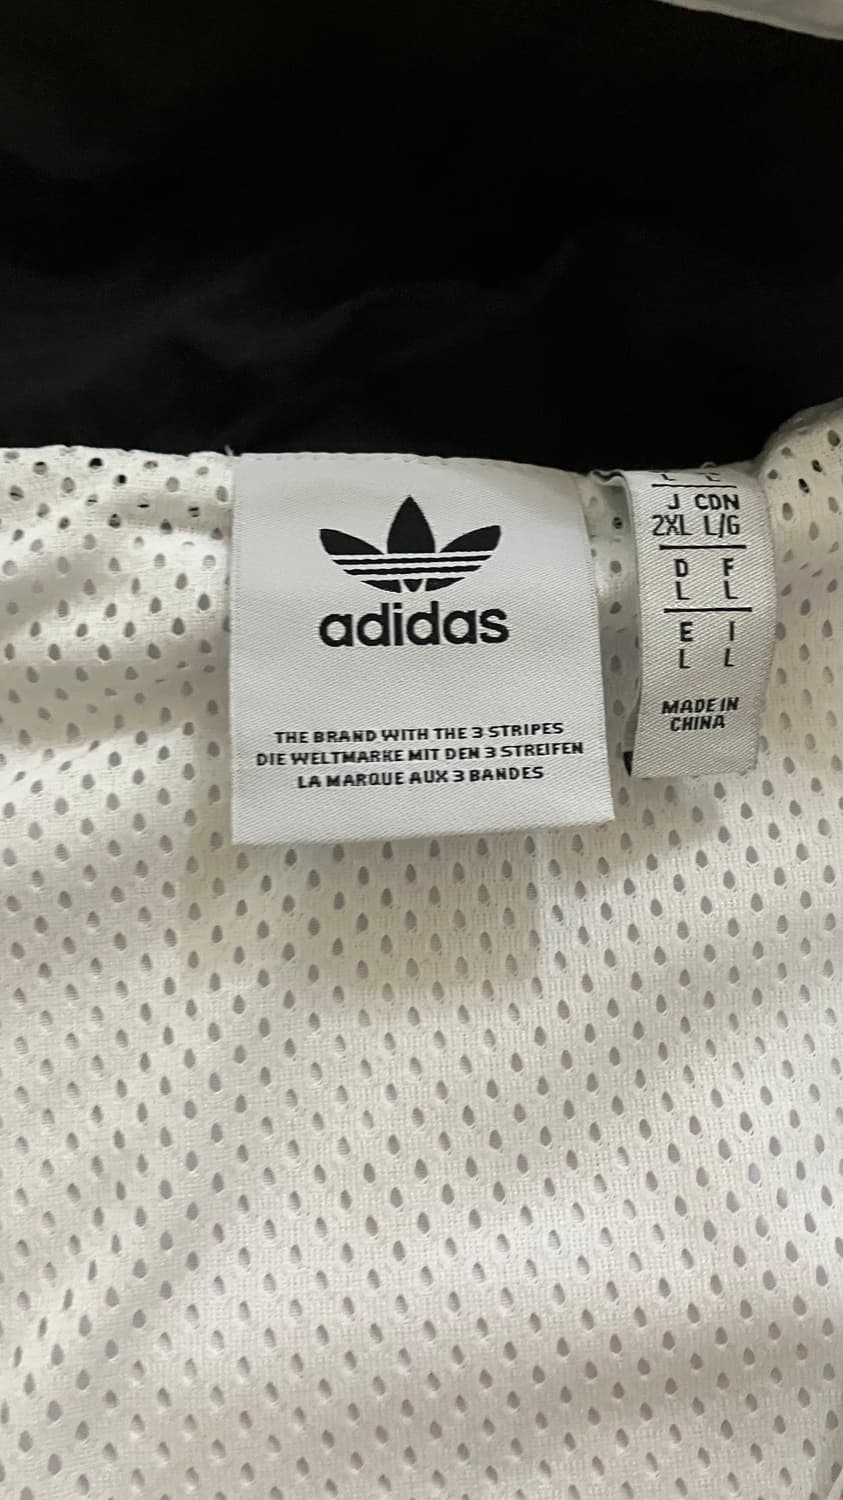 adidas
THE BRAND WITH THE 3 STRIPES
DIE WELTMARKE MIT DEN 3 STREIFEN
LA MARQUE AUX 3 BANDES
L L
J CDN
2XL L/G
D F
L L
E I
L L
MADE IN
CHINA